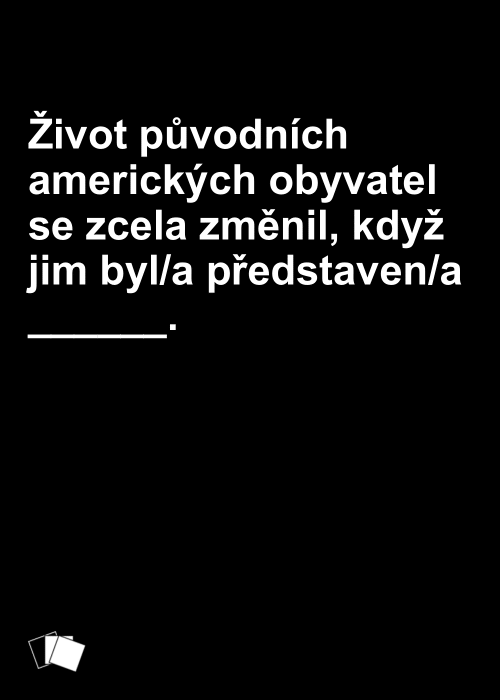 Život původních
amerických obyvatel
se zcela změnil, když
jim byl/a představen/a
______.